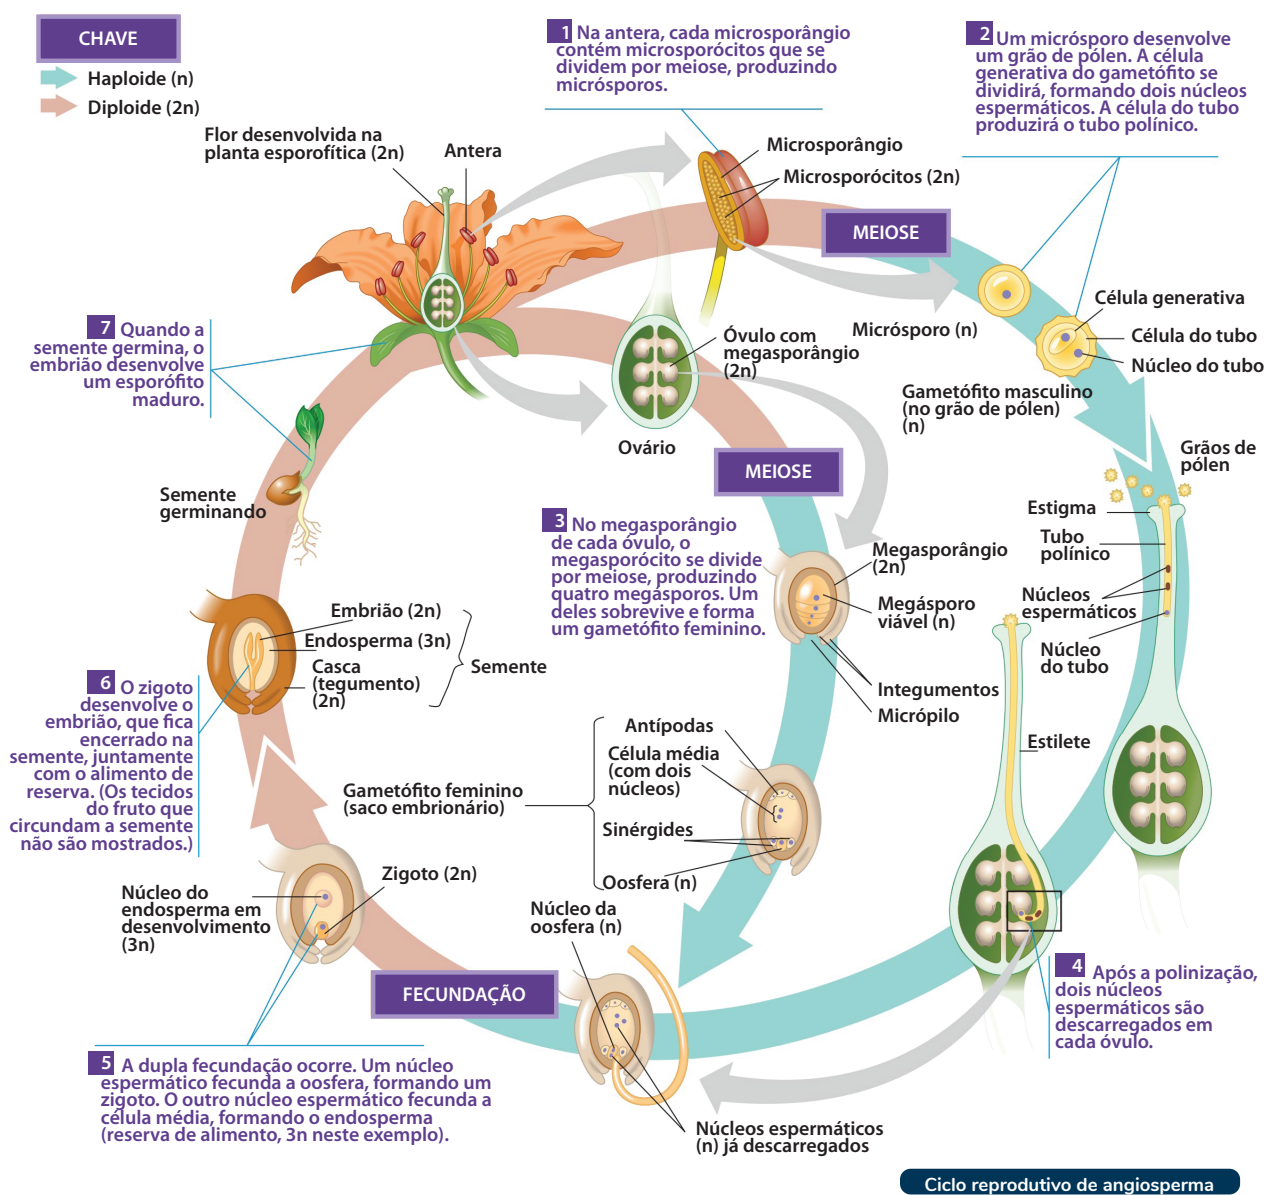 CHAVE
Haploide (n)
Diploide (2n)
1 Na antera, cada microsporângio
contém microsporócitos que se
dividem por meiose, produzindo
micrósporos.
2 Um micrósporo desenvolve
um grão de pólen. A célula
generativa do gametófito se
dividirá, formando dois núcleos
espermáticos. A célula do tubo
produzirá o tubo polínico.
Flor desenvolvida na
planta esporofítica (2n)
Antera
Microsporângio
Microsporócitos (2n)
MEIOSE
Célula generativa
Célula do tubo
Núcleo do tubo
Micrósporo (n)
Gametófito masculino
(no grão de pólen)
(n)
7 Quando a
semente germina, o
embrião desenvolve
um esporófito
maduro.
Óvulo com
megasporângio
(2n)
Ovário
MEIOSE
Grãos de
pólen
Estigma
Tubo
polínico
Núcleos
espermáticos
Núcleo
do tubo
Semente
germinando
3 No megasporângio
de cada óvulo, o
megasporócito se divide
por meiose, produzindo
quatro megásporos. Um
deles sobrevive e forma
um gametófito feminino.
Megasporângio
(2n)
Megásporo
viável (n)
Integumentos
Micrópilo
Embrião (2n)
Endosperma (3n)
Casca
(tegumento)
(2n)
Semente
6 O zigoto
desenvolve o
embrião, que fica
encerrado na
semente, juntamente
com o alimento de
reserva. (Os tecidos
do fruto que
circundam a semente
não são mostrados.)
Antípodas
Célula média
(com dois
núcleos)
Sinérgides
Oosfera (n)
Gametófito feminino
(saco embrionário)
Estilete
Zigoto (2n)
Núcleo do
endosperma em
desenvolvimento
(3n)
Núcleo da
oosfera (n)
FECUNDAÇÃO
4 Após a polinização,
dois núcleos
espermáticos são
descarregados em
cada óvulo.
5 A dupla fecundação ocorre. Um núcleo
espermático fecunda a oosfera, formando um
zigoto. O outro núcleo espermático fecunda a
célula média, formando o endosperma
(reserva de alimento, 3n neste exemplo).
Núcleos espermáticos
(n) já descarregados
Ciclo reprodutivo de angiosperma